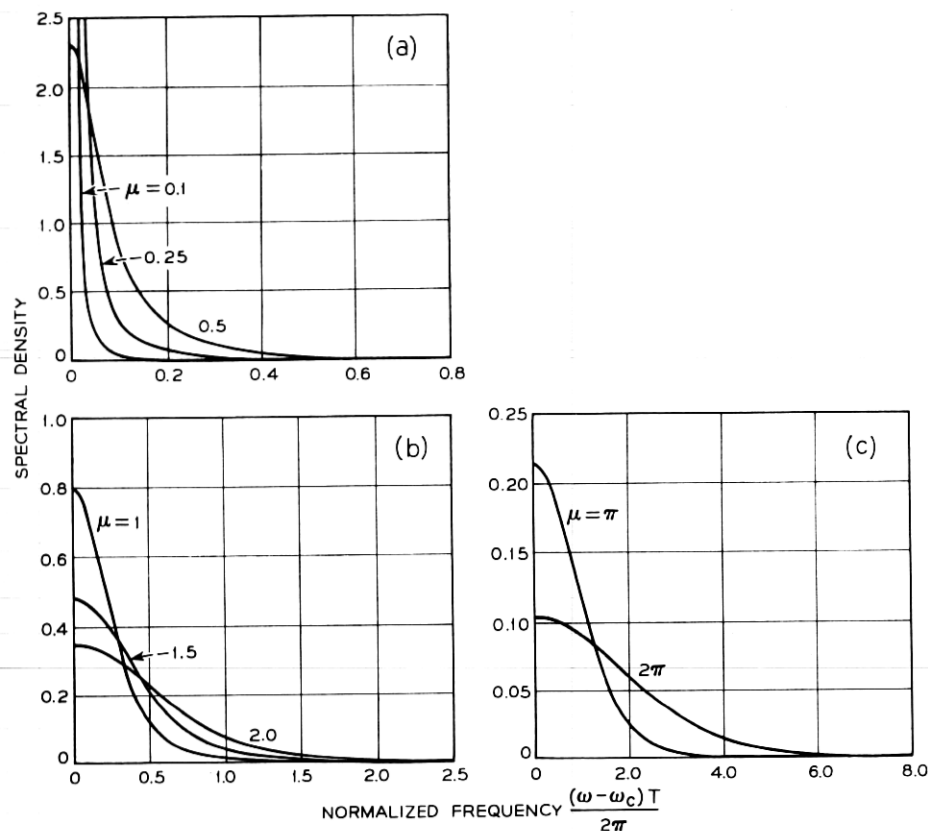 (a)
2.5
2.0
1.5
1.0
0.5
0
μ = 0.1
0.25
0.5
0 0.2 0.4 0.6 0.8
SPECTRAL DENSITY
(b)
1.0
0.8
0.6
0.4
0.2
0
μ = 1
1.5
2.0
0 0.5 1.0 1.5 2.0 2.5
(c)
0.25
0.20
0.15
0.10
0.05
0
μ = π
2π
0 2.0 4.0 6.0 8.0
NORMALIZED FREQUENCY (ω-ω_c) T / 2π